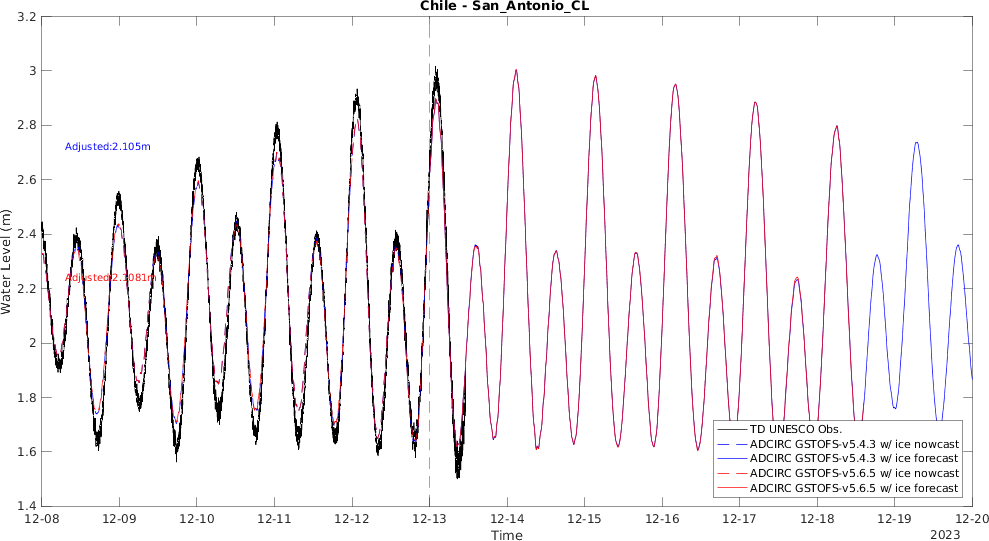 Chile - San_Antonio_CL
3.2
3
2.8
2.6
2.4
2.2
2
1.8
1.6
1.4
Water Level (m)
Adjusted:2.105m
Adjusted:2.1081m
TD UNESCO Obs.
ADCIRC GSTOFS-v5.4.3 w/ ice nowcast
ADCIRC GSTOFS-v5.4.3 w/ ice forecast
ADCIRC GSTOFS-v5.6.5 w/ ice nowcast
ADCIRC GSTOFS-v5.6.5 w/ ice forecast
12-08 12-09 12-10 12-11 12-12 12-13 12-14 12-15 12-16 12-17 12-18 12-19 12-20
Time
2023